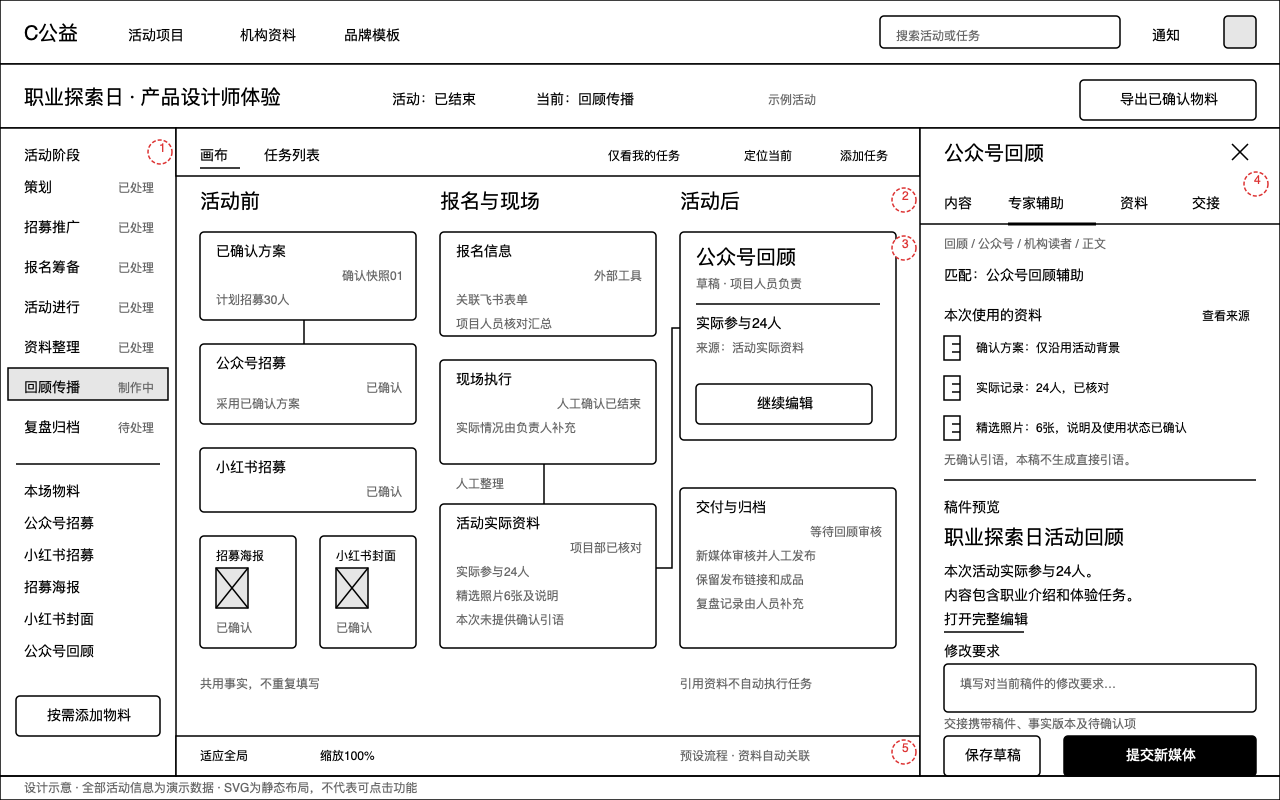 C公益
活动项目
机构资料
品牌模板
搜索活动或任务
通知
职业探索日 · 产品设计师体验
活动：已结束
当前：回顾传播
示例活动
导出已确认物料
活动阶段
1
策划 已处理
招募推广 已处理
报名筹备 已处理
活动进行 已处理
资料整理 已处理
回顾传播 制作中
复盘归档 待处理
本场物料
公众号招募
小红书招募
招募海报
小红书封面
公众号回顾
按需添加物料
画布
任务列表
仅看我的任务
定位当前
添加任务
活动前
已确认方案
确认快照01
计划招募30人
公众号招募
已确认
采用已确认方案
小红书招募
已确认
招募海报
已确认
小红书封面
已确认
共用事实，不重复填写
报名与现场
报名信息
外部工具
关联飞书表单
项目人员核对汇总
现场执行
人工确认已结束
实际情况由负责人补充
人工整理
活动实际资料
项目部已核对
实际参与24人
精选照片6张及说明
本次未提供确认引语
活动后
2
3
公众号回顾
草稿 · 项目人员负责
实际参与24人
来源：活动实际资料
继续编辑
交付与归档
等待回顾审核
新媒体审核并人工发布
保留发布链接和成品
复盘记录由人员补充
引用资料不自动执行任务
适应全局
缩放100%
预设流程 · 资料自动关联
5
公众号回顾
4
内容
专家辅助
资料
交接
回顾 / 公众号 / 机构读者 / 正文
匹配：公众号回顾辅助
本次使用的资料
查看来源
确认方案：仅沿用活动背景
实际记录：24人，已核对
精选照片：6张，说明及使用状态已确认
无确认引语，本稿不生成直接引语。
稿件预览
职业探索日活动回顾
本次活动实际参与24人。
内容包含职业介绍和体验任务。
打开完整编辑
修改要求
填写对当前稿件的修改要求…
交接携带稿件、事实版本及待确认项
保存草稿
提交新媒体
设计示意 · 全部活动信息为演示数据 · SVG为静态布局，不代表可点击功能